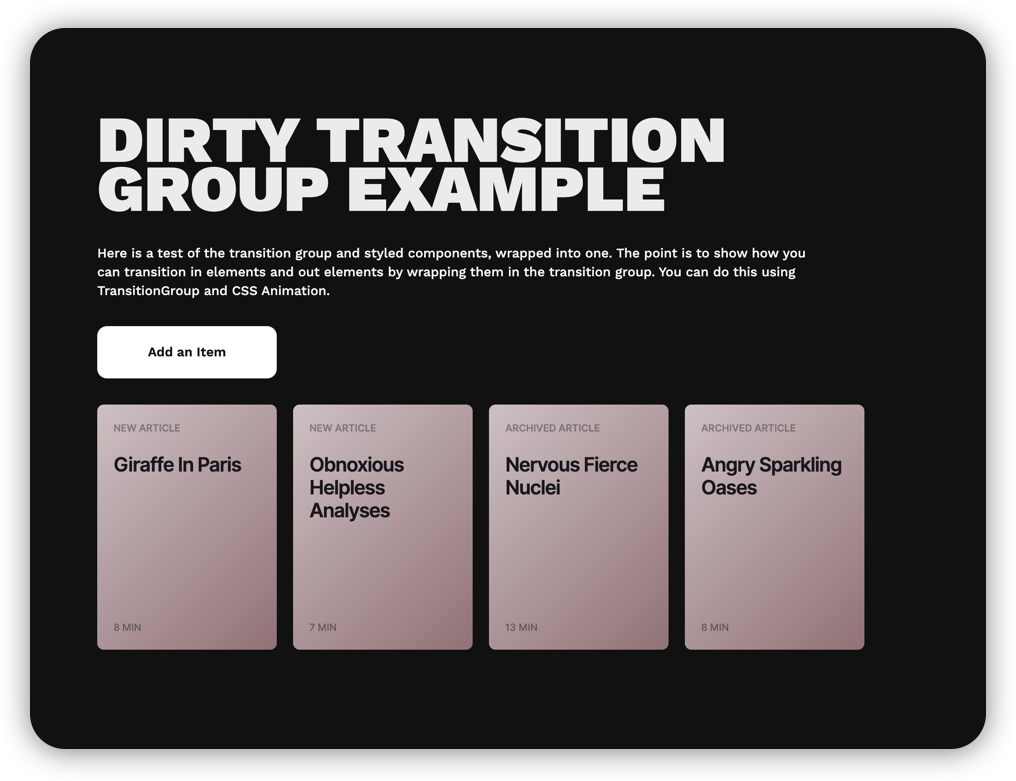 DIRTY TRANSITION
GROUP EXAMPLE
Here is a test of the transition group and styled components, wrapped into one. The point is to show how you
can transition in elements and out elements by wrapping them in the transition group. You can do this using
TransitionGroup and CSS Animation.
Add an Item
NEW ARTICLE
Giraffe In Paris
8 MIN
NEW ARTICLE
Obnoxious
Helpless
Analyses
7 MIN
ARCHIVED ARTICLE
Nervous Fierce
Nuclei
13 MIN
ARCHIVED ARTICLE
Angry Sparkling
Oases
8 MIN